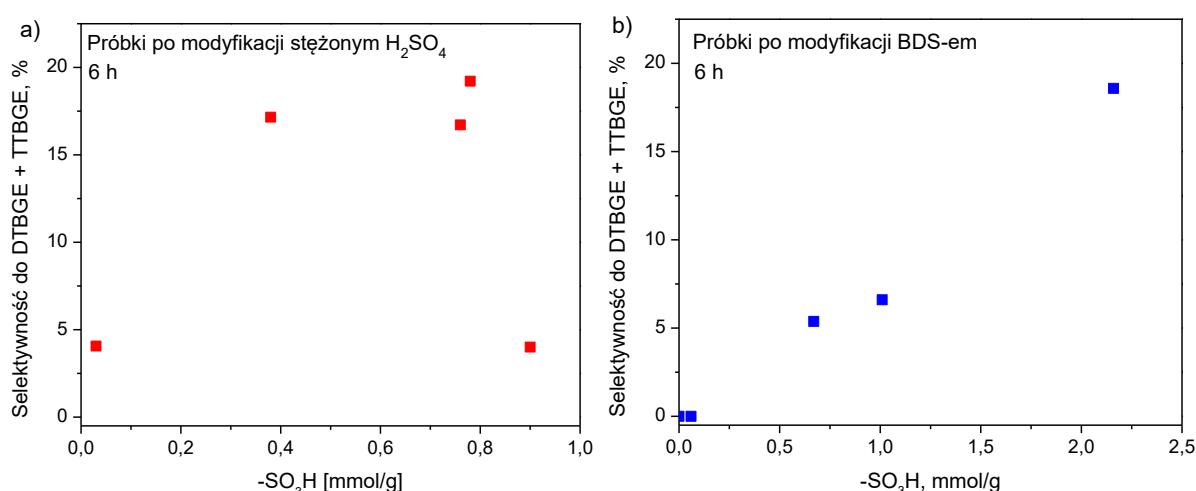 a)
Próbki po modyfikacji stężonym H2SO4
6 h
Selektywność do DTBGE + TTBGE, %
20
15
10
5
0
0,0 0,2 0,4 0,6 0,8 1,0
-SO3H [mmol/g]
b)
Próbki po modyfikacji BDS-em
6 h
Selektywność do DTBGE + TTBGE, %
20
15
10
5
0
0,0 0,5 1,0 1,5 2,0 2,5
-SO3H, mmol/g